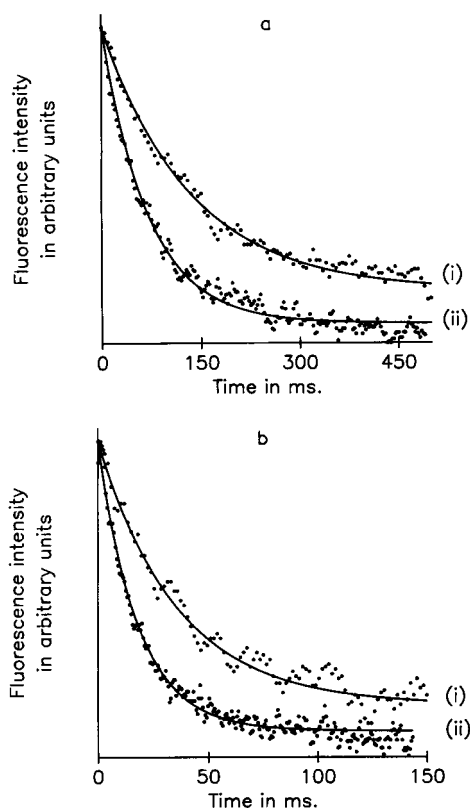 a
Fluorescence intensity
in arbitrary units
(i)
(ii)
0 150 300 450
Time in ms.
b
Fluorescence intensity
in arbitrary units
(i)
(ii)
0 50 100 150
Time in ms.